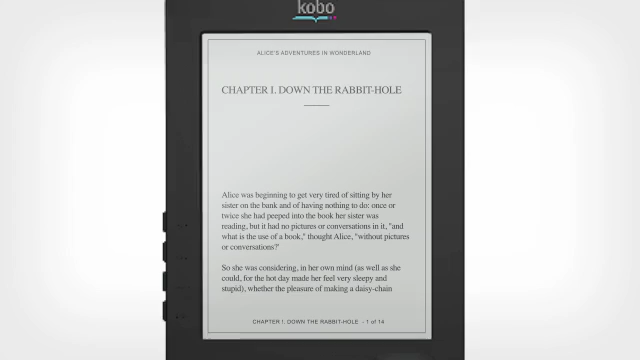 kobo
ALICE'S ADVENTURES IN WONDERLAND
CHAPTER I. DOWN THE RABBIT-HOLE
Alice was beginning to get very tired of sitting by her
sister on the bank and of having nothing to do: once or
twice she had peeped into the book her sister was
reading, but it had no pictures or conversations in it, "and
what is the use of a book," thought Alice, "without pictures
or conversations?'
So she was considering, in her own mind (as well as she
could, for the hot day made her feel very sleepy and
stupid), whether the pleasure of making a daisy-chain
CHAPTER I. DOWN THE RABBIT-HOLE - 1 of 14